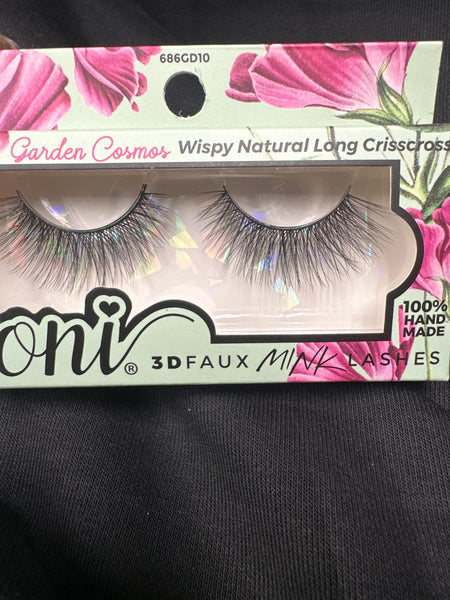 686GD10
Garden Cosmos Wispy Natural Long Crisscross
oni®
3D FAUX MINK LASHES
100%
HAND
MADE